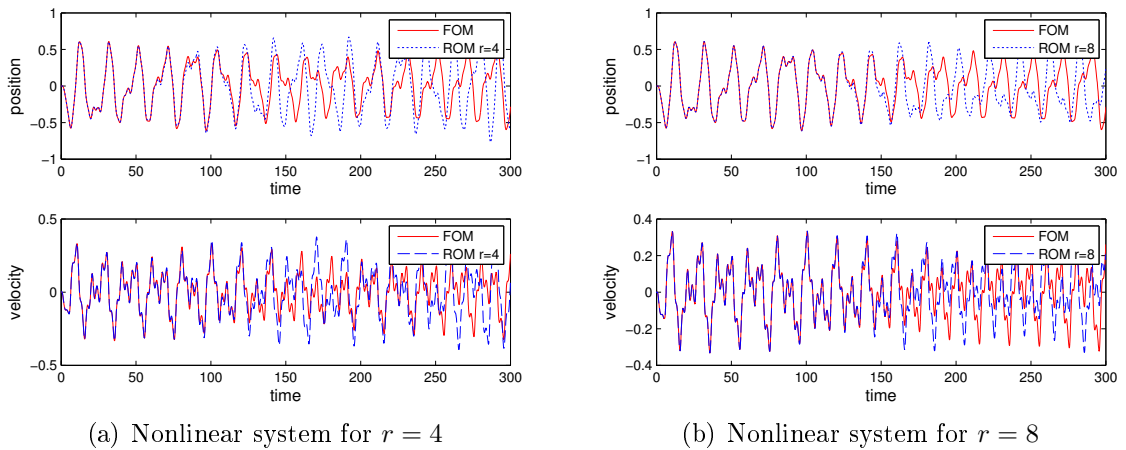 1
0.5
0
−0.5
−1
position
0 50 100 150 200 250 300
time
FOM
ROM r=4
0.5
0
−0.5
velocity
0 50 100 150 200 250 300
time
FOM
ROM r=4
(a) Nonlinear system for r = 4
1
0.5
0
−0.5
−1
position
0 50 100 150 200 250 300
time
FOM
ROM r=8
0.4
0.2
0
−0.2
−0.4
velocity
0 50 100 150 200 250 300
time
FOM
ROM r=8
(b) Nonlinear system for r = 8